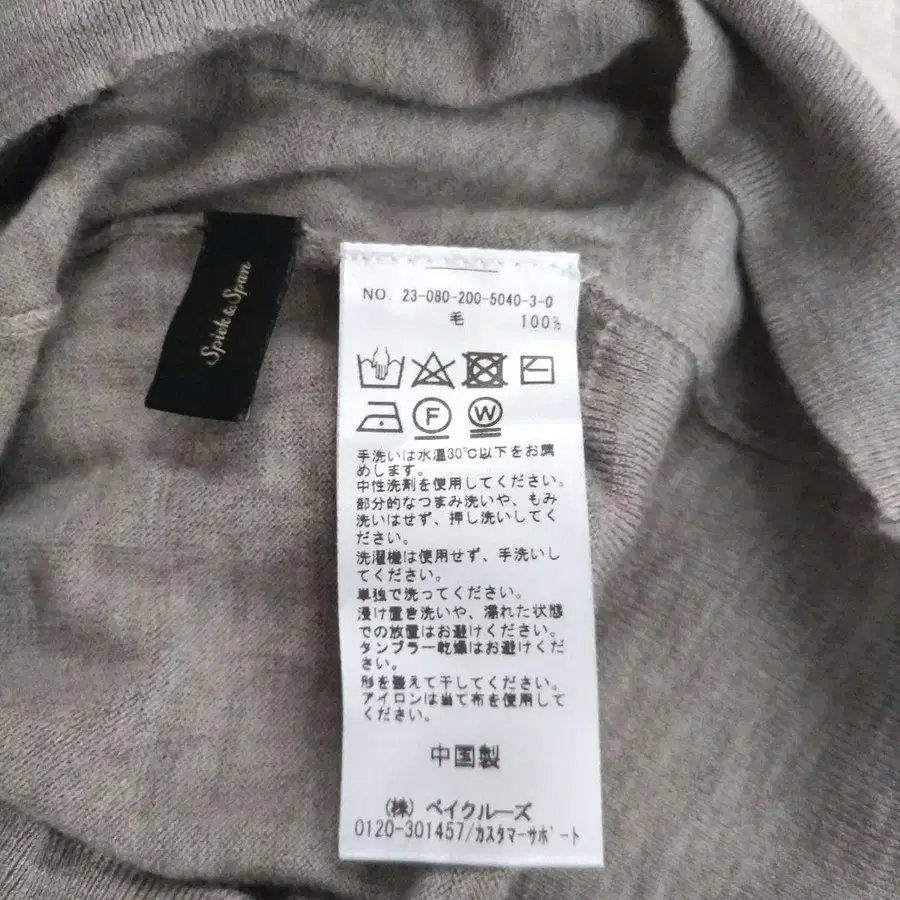 Spick & Span
NO. 23-080-200-5040-3-0
毛 100%
F
W
手洗いは水温30℃以下をお薦
めします。
中性洗剤を使用してください。
部分的なつまみ洗いや、もみ
洗いはせず、押し洗いしてく
ださい。
洗濯機は使用せず、手洗いし
てください。
単独で洗ってください。
浸け置き洗いや、濡れた状態
での放置はお避けください。
タンブラー乾燥はお避けくだ
さい。
形を整えて干してください。
アイロンは当て布を使用して
ください。
中国製
(株) ベイクルーズ
0120-301457/カスタマーサポート